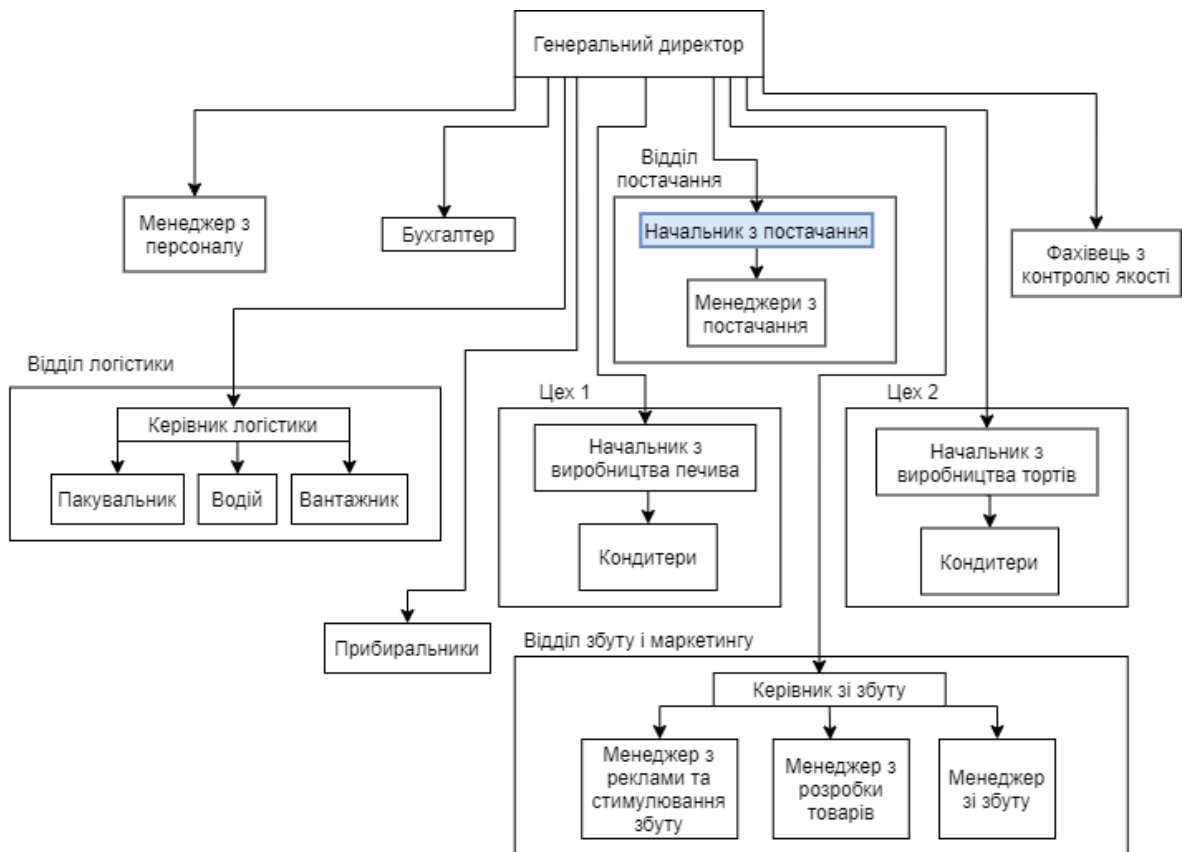 Генеральний директор
Відділ
постачання
Менеджер з
персоналу
Бухгалтер
Начальник з постачання
Фахівець з
контролю якості
Менеджери з
постачання
Відділ логістики
Керівник логістики
Пакувальник
Водій
Вантажник
Цех 1
Начальник з
виробництва печива
Кондитери
Цех 2
Начальник з
виробництва тортів
Кондитери
Прибиральники
Відділ збуту і маркетингу
Керівник зі збуту
Менеджер з
реклами та
стимулювання
збуту
Менеджер з
розробки
товарів
Менеджер
зі збуту